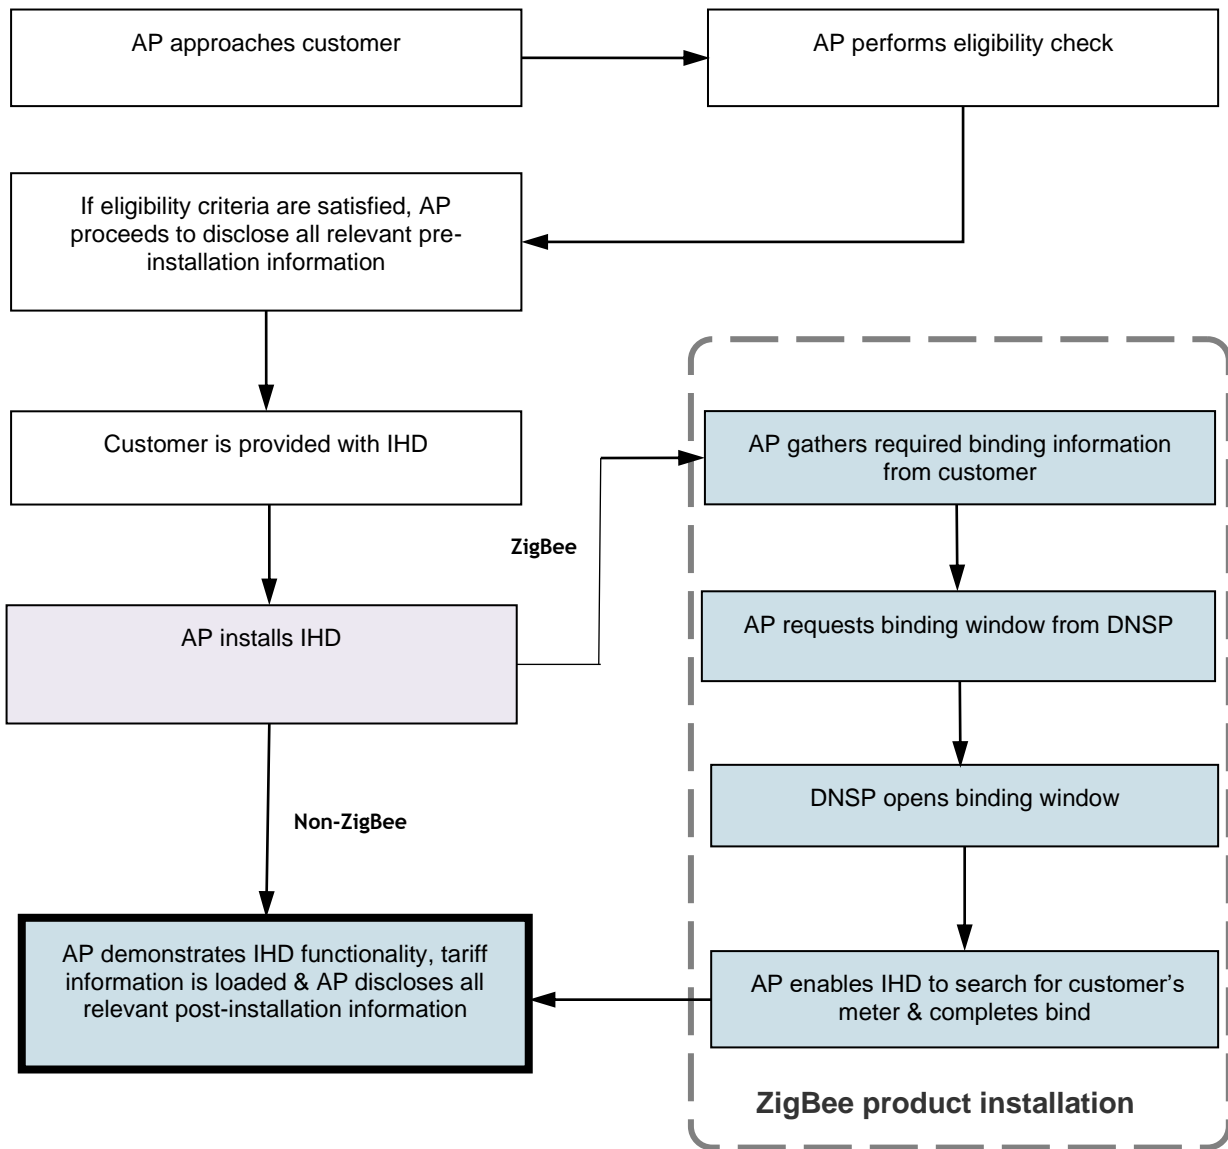 AP approaches customer
AP performs eligibility check
If eligibility criteria are satisfied, AP
proceeds to disclose all relevant pre-
installation information
Customer is provided with IHD
AP gathers required binding information
from customer
ZigBee
AP installs IHD
AP requests binding window from DNSP
DNSP opens binding window
Non-ZigBee
AP demonstrates IHD functionality, tariff
information is loaded & AP discloses all
relevant post-installation information
AP enables IHD to search for customer’s
meter & completes bind
ZigBee product installation